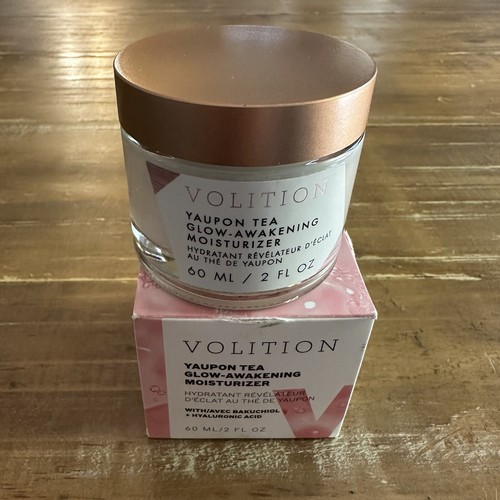 VOLITION
YAUPON TEA
GLOW-AWAKENING
MOISTURIZER
HYDRATANT RÉVÉLATEUR D'ÉCLAT
AU THÉ DE YAUPON
60 ML / 2 FL OZ
VOLITION
YAUPON TEA
GLOW-AWAKENING
MOISTURIZER
HYDRATANT RÉVÉLATEUR
D'ÉCLAT AU THÉ DE YAUPON
WITH/AVEC BAKUCHIOL
+ HYALURONIC ACID
60 ML/2 FL OZ